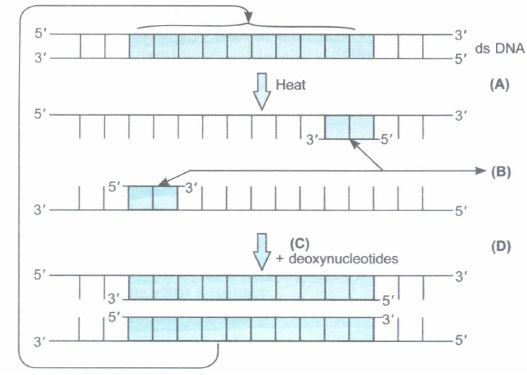 5′ 3′
3′ 5′ ds DNA
Heat (A)
5′ 3′
3′ 5′
(B)
5′ 3′
3′ 5′
(C) (D)
+ deoxynucleotides
5′ 3′
3′ 5′
5′ 3′
3′ 5′